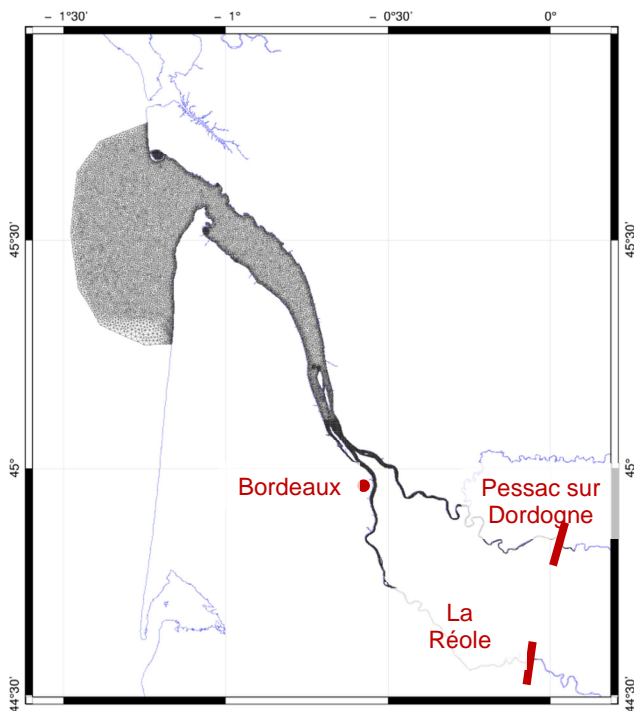 - 1°30'
- 1°
- 0°30'
0°
45°30'
45°30'
45°
45°
Bordeaux
Pessac sur
Dordogne
La
Réole
44°30'
44°30'